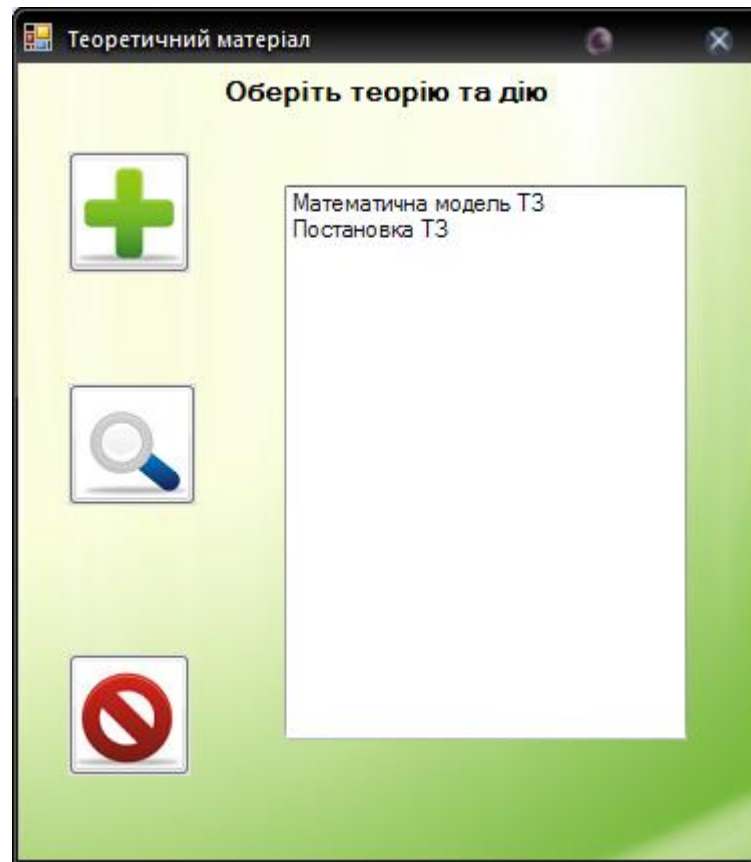 Теоретичний матеріал
Оберіть теорію та дію
Математична модель ТЗ
Постановка ТЗ